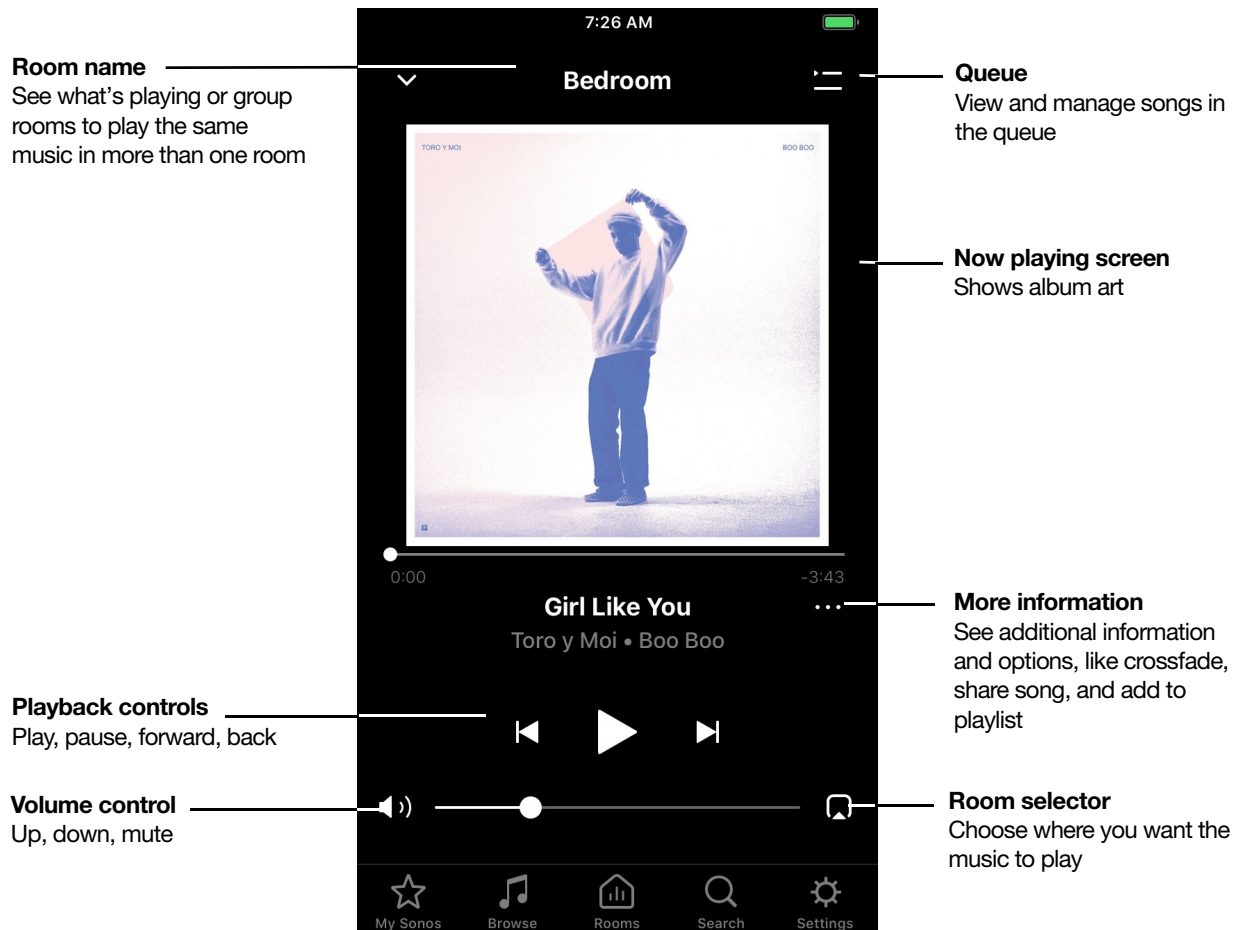 7:26 AM
Room name
See what's playing or group
rooms to play the same
music in more than one room
Bedroom
Queue
View and manage songs in
the queue
TORO Y MOI
BOO BOO
Now playing screen
Shows album art
0:00
-3:43
Girl Like You
Toro y Moi • Boo Boo
More information
See additional information
and options, like crossfade,
share song, and add to
playlist
Playback controls
Play, pause, forward, back
Volume control
Up, down, mute
Room selector
Choose where you want the
music to play
My Sonos
Browse
Rooms
Search
Settings